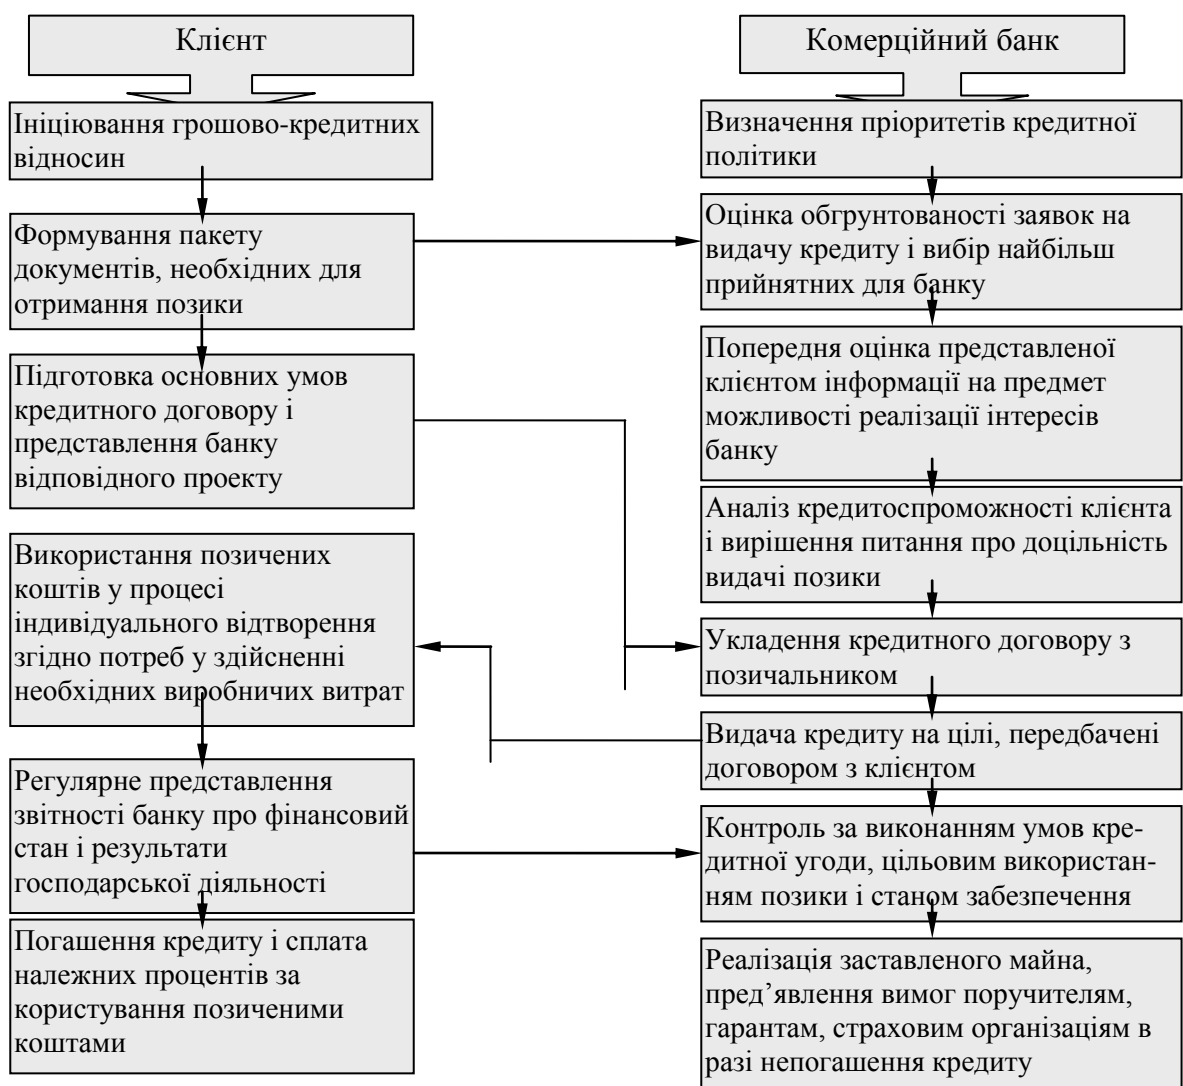 Клієнт
Ініціювання грошово-кредитних
відносин
Формування пакету
документів, необхідних для
отримання позики
Підготовка основних умов
кредитного договору і
представлення банку
відповідного проекту
Використання позичених
коштів у процесі
індивідуального відтворення
згідно потреб у здійсненні
необхідних виробничих витрат
Регулярне представлення
звітності банку про фінансовий
стан і результати
господарської діяльності
Погашення кредиту і сплата
належних процентів за
користування позиченими
коштами
Комерційний банк
Визначення пріоритетів кредитної
політики
Оцінка обгрунтованості заявок на
видачу кредиту і вибір найбільш
прийнятних для банку
Попередня оцінка представленої
клієнтом інформації на предмет
можливості реалізації інтересів
банку
Аналіз кредитоспроможності клієнта
і вирішення питання про доцільність
видачі позики
Укладення кредитного договору з
позичальником
Видача кредиту на цілі, передбачені
договором з клієнтом
Контроль за виконанням умов кре-
дитної угоди, цільовим використан-
ням позики і станом забезпечення
Реалізація заставленого майна,
пред’явлення вимог поручителям,
гарантам, страховим організаціям в
разі непогашення кредиту